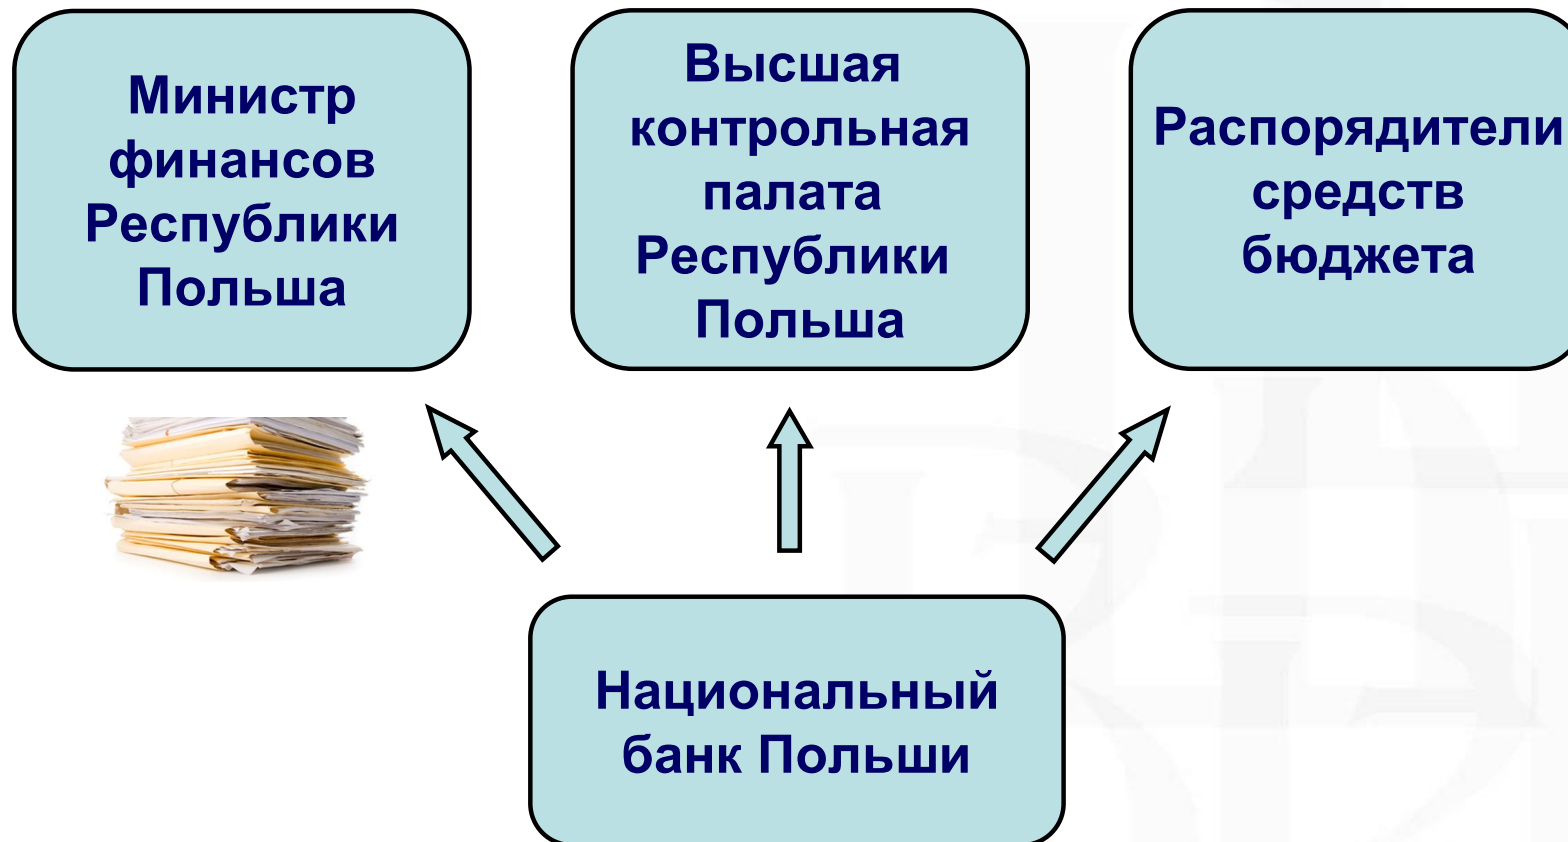 Министр
финансов
Республики
Польша
Высшая
контрольная
палата
Республики
Польша
Распорядители
средств
бюджета
Национальный
банк Польши